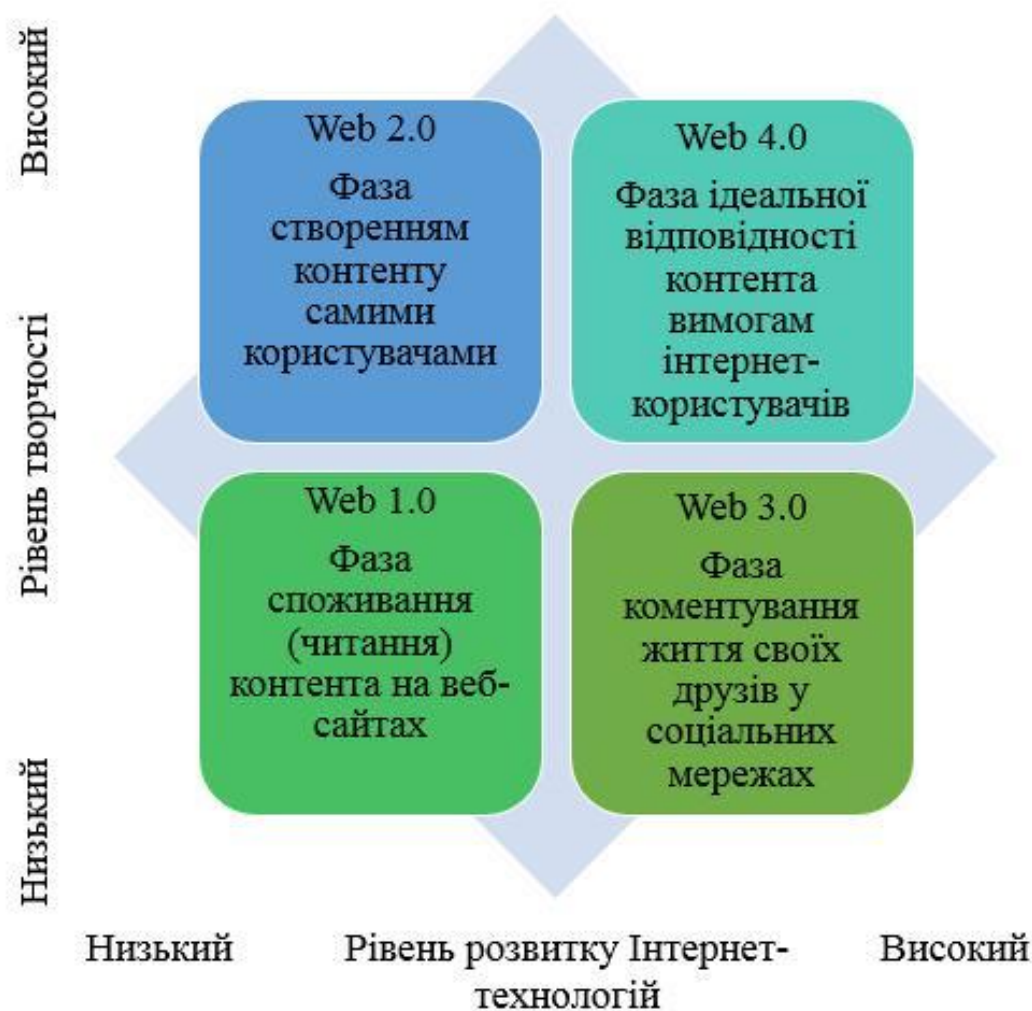 Високий
Рівень творчості
Низький
Web 2.0
Фаза
створенням
контенту
самими
користувачами
Web 4.0
Фаза ідеальної
відповідності
контента
вимогам
інтернет-
користувачів
Web 1.0
Фаза
споживання
(читання)
контента на веб-
сайтах
Web 3.0
Фаза
коментування
життя своїх
друзів у
соціальних
мережах
Низький
Рівень розвитку Інтернет-
технологій
Високий